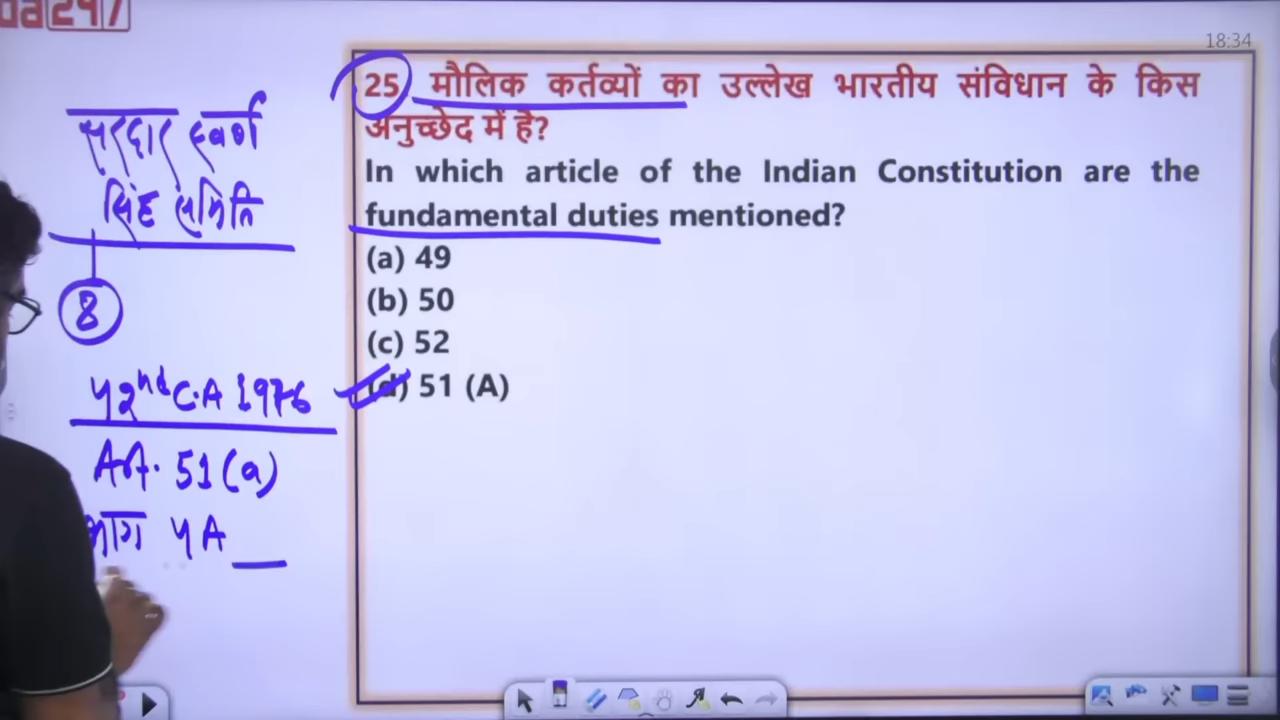 18:34
25 मौलिक कर्तव्यों का उल्लेख भारतीय संविधान के किस
अनुच्छेद में है?
In which article of the Indian Constitution are the
fundamental duties mentioned?
(a) 49
(b) 50
(c) 52
(d) 51 (A)
सरदार स्वर्ण
सिंह समिति
8
42nd C.A 1976
Art. 51(a)
भाग 4A